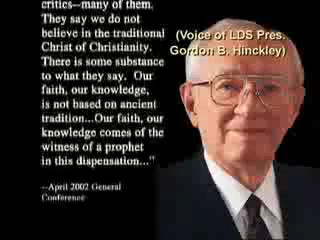 critics--many of them.
They say we do not
believe in the traditional
Christ of Christianity.
There is some substance
to what they say. Our
faith, our knowledge,
is not based on ancient
tradition...Our faith, our
knowledge comes of the
witness of a prophet
in this dispensation..."
--April 2002 General
Conference
(Voice of LDS Pres.
Gordon B. Hinckley)